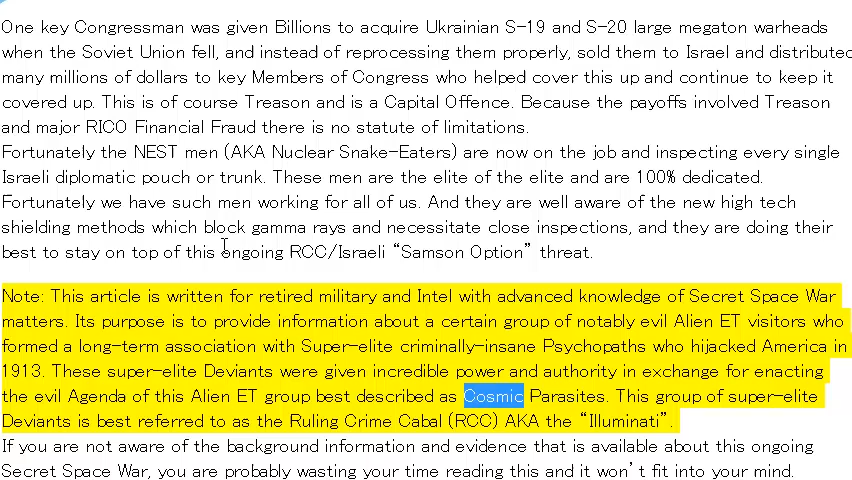 One key Congressman was given Billions to acquire Ukrainian S-19 and S-20 large megaton warheads
when the Soviet Union fell, and instead of reprocessing them properly, sold them to Israel and distributed
many millions of dollars to key Members of Congress who helped cover this up and continue to keep it
covered up. This is of course Treason and is a Capital Offence. Because the payoffs involved Treason
and major RICO Financial Fraud there is no statute of limitations.
Fortunately the NEST men (AKA Nuclear Snake-Eaters) are now on the job and inspecting every single
Israeli diplomatic pouch or trunk. These men are the elite of the elite and are 100% dedicated.
Fortunately we have such men working for all of us. And they are well aware of the new high tech
shielding methods which block gamma rays and necessitate close inspections, and they are doing their
best to stay on top of this ongoing RCC/Israeli “Samson Option” threat.
Note: This article is written for retired military and Intel with advanced knowledge of Secret Space War
matters. Its purpose is to provide information about a certain group of notably evil Alien ET visitors who
formed a long-term association with Super-elite criminally-insane Psychopaths who hijacked America in
1913. These super-elite Deviants were given incredible power and authority in exchange for enacting
the evil Agenda of this Alien ET group best described as Cosmic Parasites. This group of super-elite
Deviants is best referred to as the Ruling Crime Cabal (RCC) AKA the “Illuminati”.
If you are not aware of the background information and evidence that is available about this ongoing
Secret Space War, you are probably wasting your time reading this and it won’t fit into your mind.